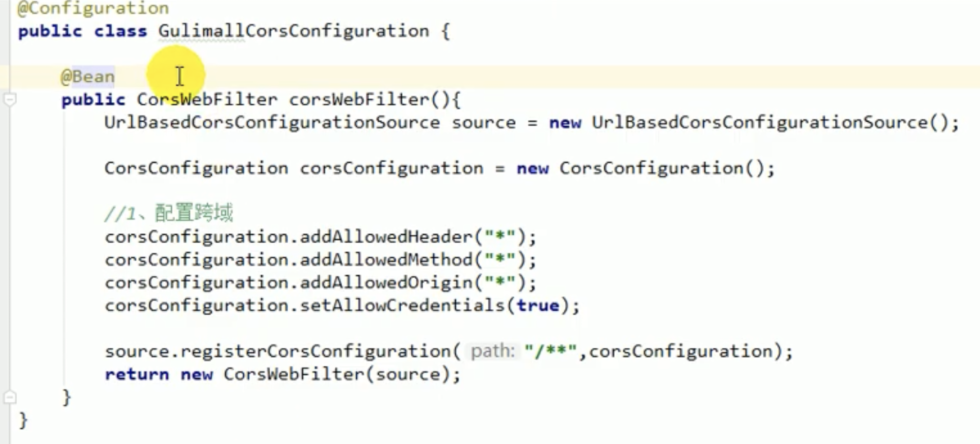 @Configuration
public class GulimallCorsConfiguration {
@Bean
public CorsWebFilter corsWebFilter(){
UrlBasedCorsConfigurationSource source = new UrlBasedCorsConfigurationSource();
CorsConfiguration corsConfiguration = new CorsConfiguration();
//1、配置跨域
corsConfiguration.addAllowedHeader("*");
corsConfiguration.addAllowedMethod("*");
corsConfiguration.addAllowedOrigin("*");
corsConfiguration.setAllowCredentials(true);
source.registerCorsConfiguration( path: "/**",corsConfiguration);
return new CorsWebFilter(source);
}
}